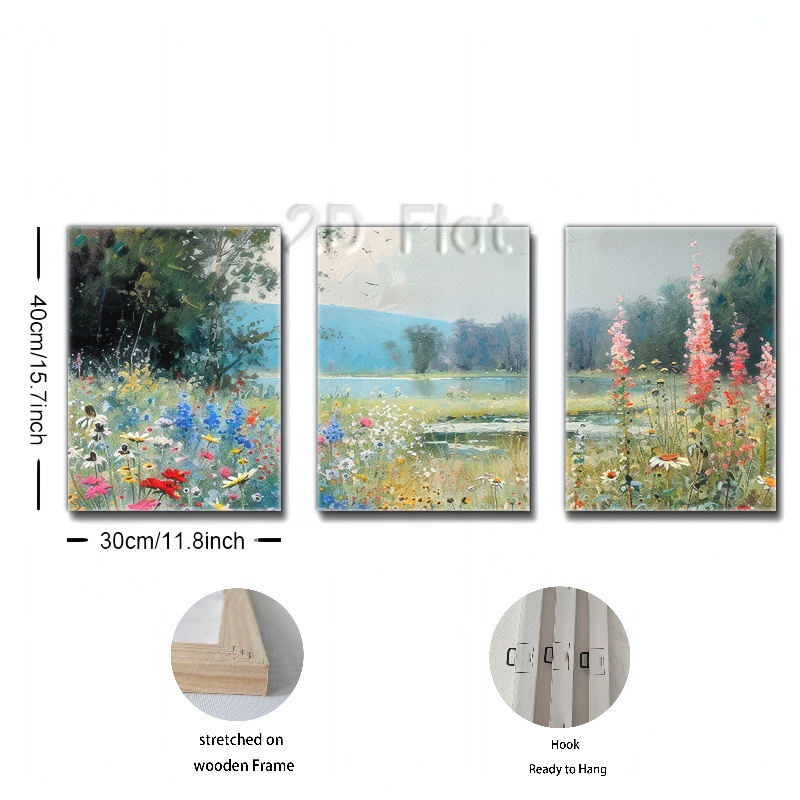 2D Flat
40cm/15.7inch
30cm/11.8inch
stretched on
wooden Frame
Hook
Ready to Hang